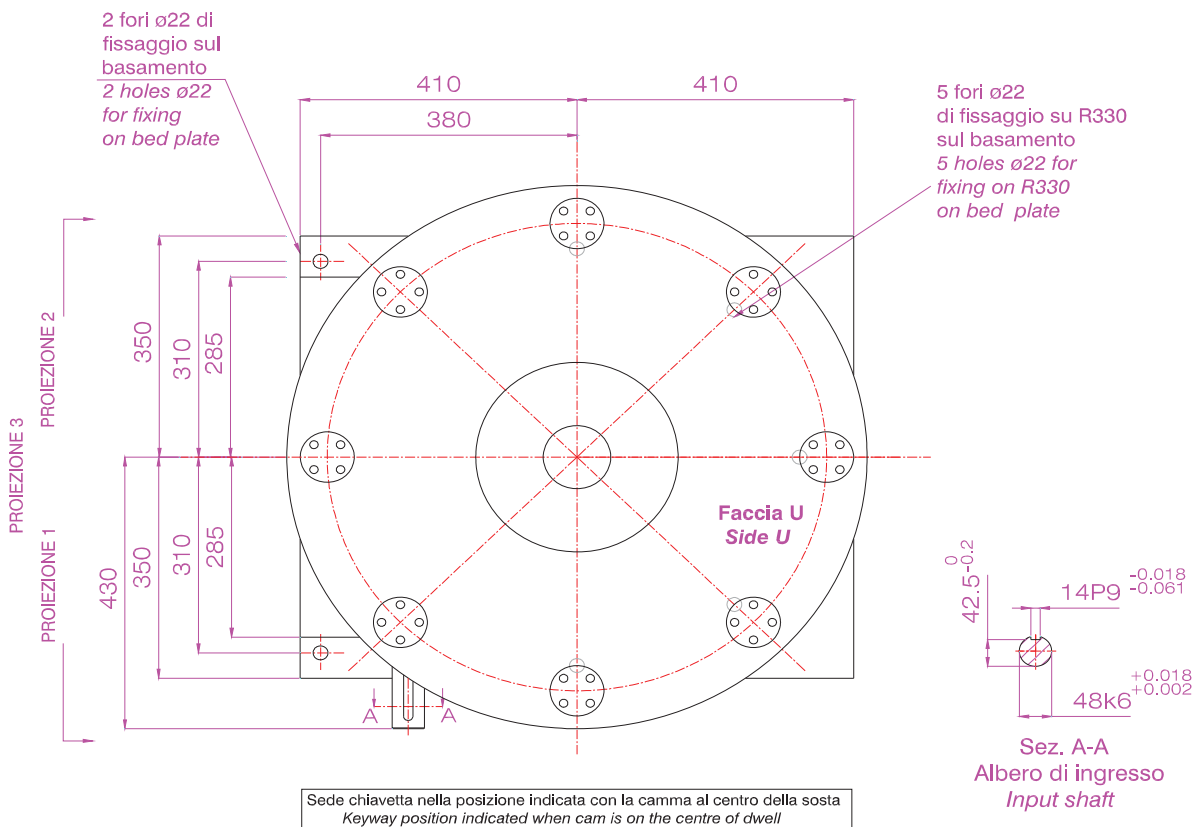 2 fori ø22 di
fissaggio sul
basamento
2 holes ø22
for fixing
on bed plate
410
410
380
5 fori ø22
di fissaggio su R330
sul basamento
5 holes ø22 for
fixing on R330
on bed plate
PROIEZIONE 3
PROIEZIONE 2
PROIEZIONE 1
350
310
285
430
350
310
285
Faccia U
Side U
A
A
0
42.5-0.2
-0.018
14P9 -0.061
+0.018
48k6 +0.002
Sez. A-A
Albero di ingresso
Input shaft
Sede chiavetta nella posizione indicata con la camma al centro della sosta
Keyway position indicated when cam is on the centre of dwell